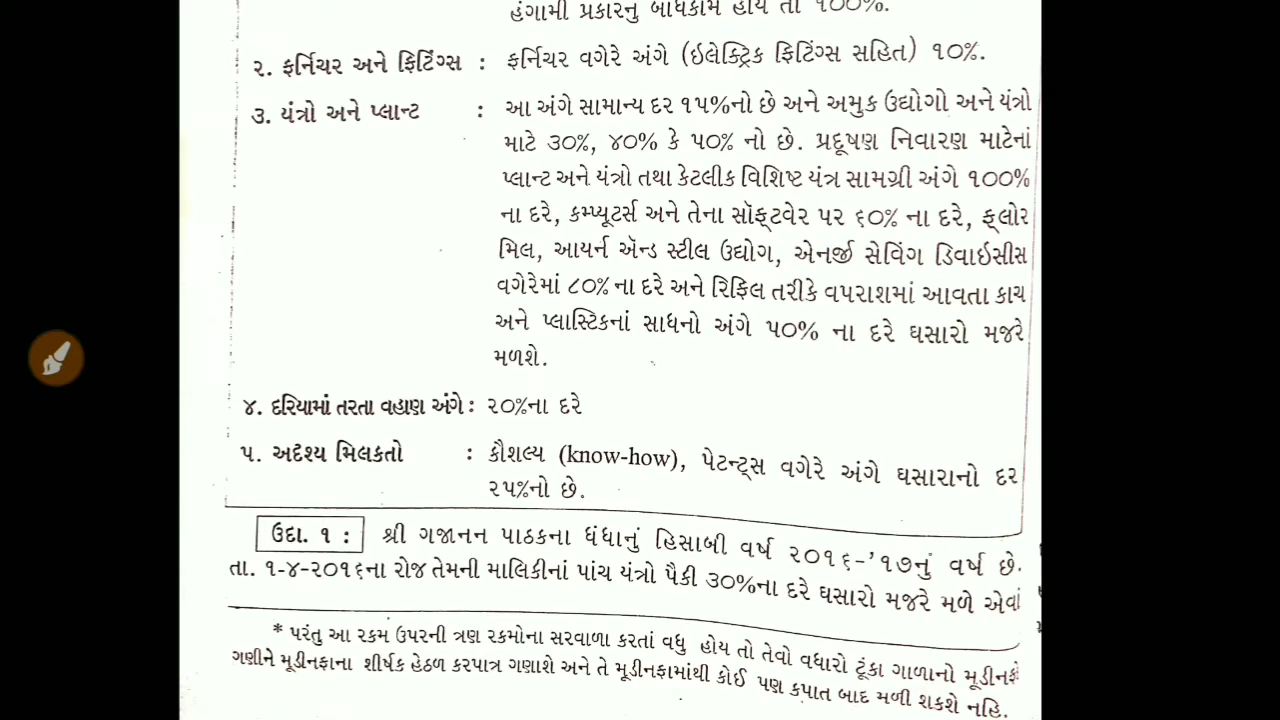 હંગામી પ્રકારનું બાંધકામ હોય તો ૧૦૦%.
૨. ફર્નિચર અને ફિટિંગ્સ : ફર્નિચર વગેરે અંગે (ઇલેક્ટ્રિક ફિટિંગ્સ સહિત) ૧૦%.
૩. યંત્રો અને પ્લાન્ટ : આ અંગે સામાન્ય દર ૧૫%નો છે અને અમુક ઉદ્યોગો અને યંત્રો
માટે ૩૦%, ૪૦% કે ૫૦% નો છે. પ્રદૂષણ નિવારણ માટેનાં
પ્લાન્ટ અને યંત્રો તથા કેટલીક વિશિષ્ટ યંત્ર સામગ્રી અંગે ૧૦૦%
ના દરે, કમ્પ્યૂટર્સ અને તેના સૉફ્ટવેર પર ૬૦% ના દરે, ફ્લોર
મિલ, આયર્ન ઍન્ડ સ્ટીલ ઉદ્યોગ, એનર્જી સેવિંગ ડિવાઇસીસ
વગેરેમાં ૮૦% ના દરે અને રિફિલ તરીકે વપરાશમાં આવતા કાચ
અને પ્લાસ્ટિકનાં સાધનો અંગે ૫૦% ના દરે ઘસારો મજરે
મળશે.
૪. દરિયામાં તરતા વહાણ અંગે : ૨૦%ના દરે
૫. અદૃશ્ય મિલકતો : કૌશલ્ય (know-how), પેટન્ટ્સ વગેરે અંગે ઘસારાનો દર
૨૫%નો છે.
ઉદા. ૧ : શ્રી ગજાનન પાઠકના ધંધાનું હિસાબી વર્ષ ૨૦૧૬-'૧૭નું વર્ષ છે.
તા. ૧-૪-૨૦૧૬ના રોજ તેમની માલિકીનાં પાંચ યંત્રો પૈકી ૩૦%ના દરે ઘસારો મજરે મળે એવાં
* પરંતુ આ રકમ ઉપરની ત્રણ રકમોના સરવાળા કરતાં વધુ હોય તો તેવો વધારો ટૂંકા ગાળાનો મૂડીનફો
ગણીને મૂડીનફાના શીર્ષક હેઠળ કરપાત્ર ગણાશે અને તે મૂડીનફામાંથી કોઈ પણ કપાત બાદ મળી શકશે નહિ.